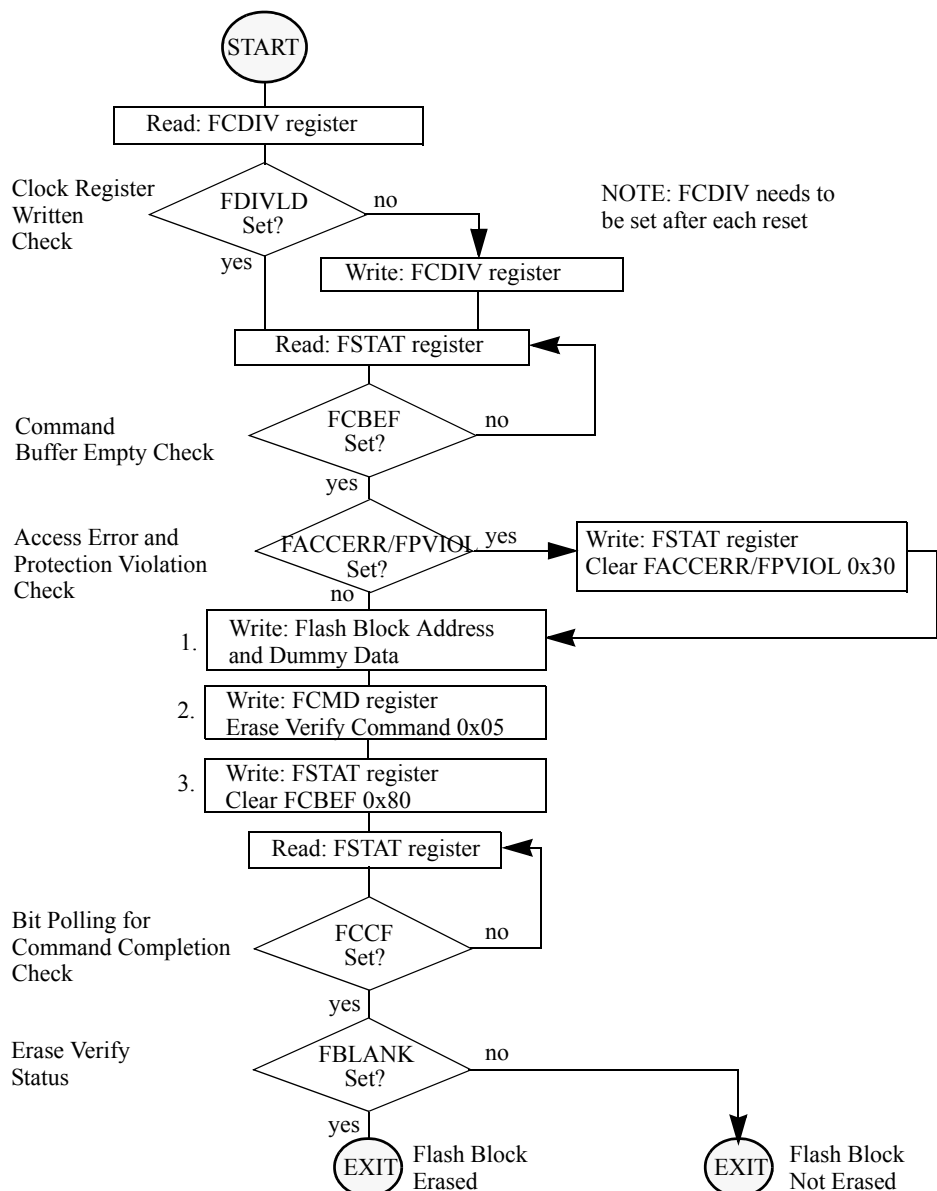 START
Read: FCDIV register
Clock Register
Written
Check
FDIVLD
Set?
no
yes
NOTE: FCDIV needs to
be set after each reset
Write: FCDIV register
Read: FSTAT register
Command
Buffer Empty Check
FCBEF
Set?
no
yes
Access Error and
Protection Violation
Check
FACCERR/FPVIOL
Set?
yes
no
Write: FSTAT register
Clear FACCERR/FPVIOL 0x30
1.
Write: Flash Block Address
and Dummy Data
2.
Write: FCMD register
Erase Verify Command 0x05
3.
Write: FSTAT register
Clear FCBEF 0x80
Read: FSTAT register
Bit Polling for
Command Completion
Check
FCCF
Set?
no
yes
Erase Verify
Status
FBLANK
Set?
no
yes
EXIT
Flash Block
Erased
EXIT
Flash Block
Not Erased